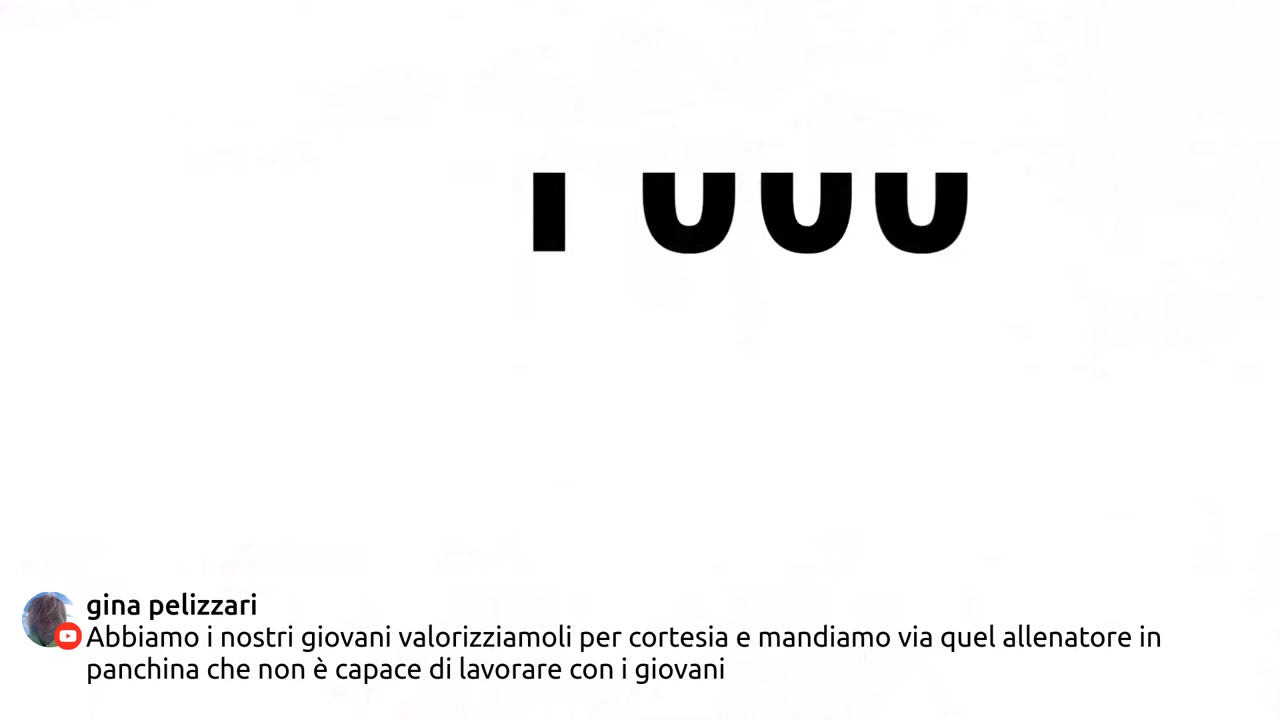 gina pelizzari
Abbiamo i nostri giovani valorizziamoli per cortesia e mandiamo via quel allenatore in
panchina che non è capace di lavorare con i giovani